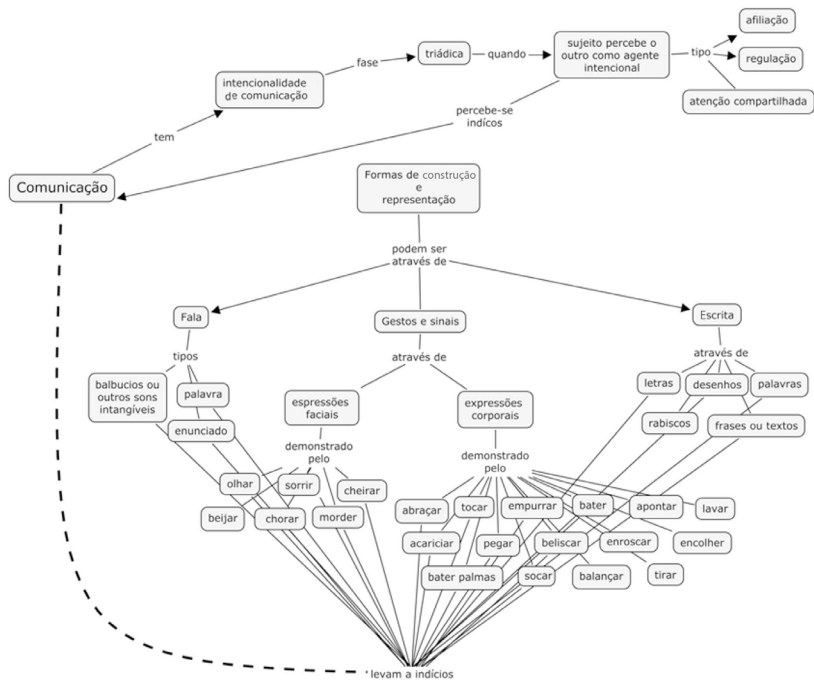 afiliação
fase
triádica
quando
sujeito percebe o
outro como agente
intencional
tipo
regulação
intencionalidade
de comunicação
atenção compartilhada
percebe-se
indícos
tem
Comunicação
Formas de construção
e
representação
podem ser
através de
Fala
Gestos e sinais
Escrita
tipos
através de
através de
balbucios ou
outros sons
intangíveis
palavra
enunciado
espressões
faciais
expressões
corporais
letras
desenhos
palavras
rabiscos
frases ou textos
demonstrado
pelo
demonstrado
pelo
olhar
sorrir
cheirar
beijar
chorar
morder
abraçar
tocar
empurrar
bater
apontar
lavar
acariciar
pegar
beliscar
enroscar
encolher
bater palmas
socar
balançar
tirar
levam a indícios